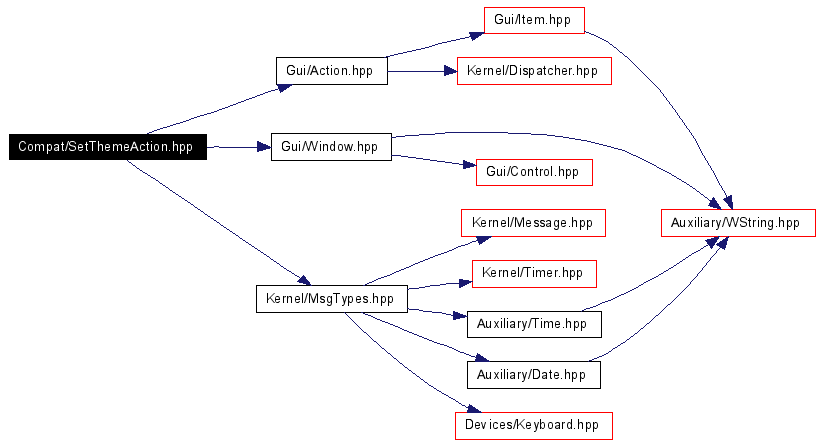 Gui/Item.hpp
Gui/Action.hpp
Kernel/Dispatcher.hpp
Compat/SetThemeAction.hpp
Gui/Window.hpp
Gui/Control.hpp
Kernel/Message.hpp
Auxiliary/WString.hpp
Kernel/Timer.hpp
Kernel/MsgTypes.hpp
Auxiliary/Time.hpp
Auxiliary/Date.hpp
Devices/Keyboard.hpp